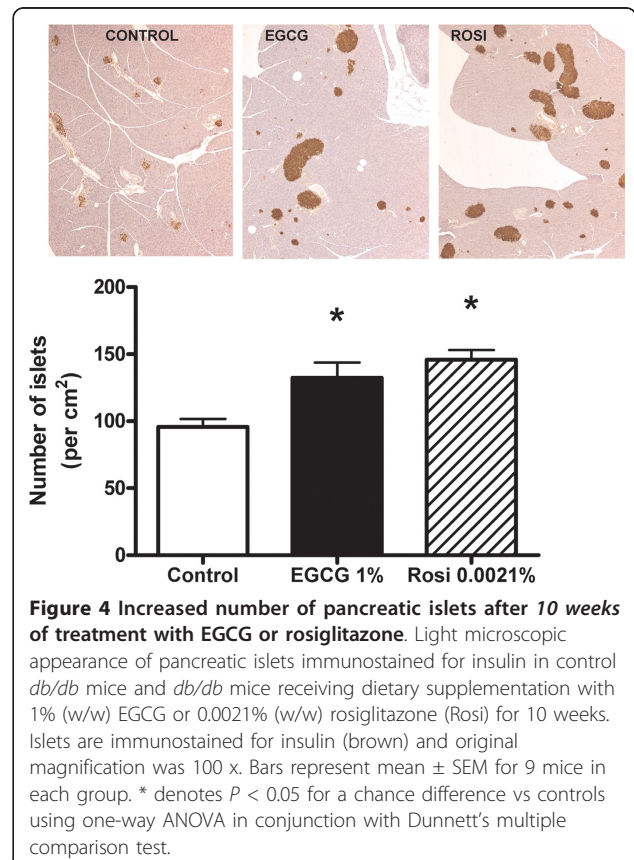 CONTROL EGCG ROSI
200
150
100
50
0
Number of islets
(per cm²)
* *
Control EGCG 1% Rosi 0.0021%
Figure 4 Increased number of pancreatic islets after 10 weeks
of treatment with EGCG or rosiglitazone. Light microscopic
appearance of pancreatic islets immunostained for insulin in control
db/db mice and db/db mice receiving dietary supplementation with
1% (w/w) EGCG or 0.0021% (w/w) rosiglitazone (Rosi) for 10 weeks.
Islets are immunostained for insulin (brown) and original
magnification was 100 x. Bars represent mean ± SEM for 9 mice in
each group. * denotes P < 0.05 for a chance difference vs controls
using one-way ANOVA in conjunction with Dunnett's multiple
comparison test.